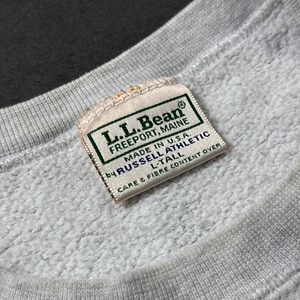 L.L.Bean®
FREEPORT, MAINE
MADE IN U.S.A.
by RUSSELL ATHLETIC
L-TALL
CARE & FIBRE CONTENT OVER